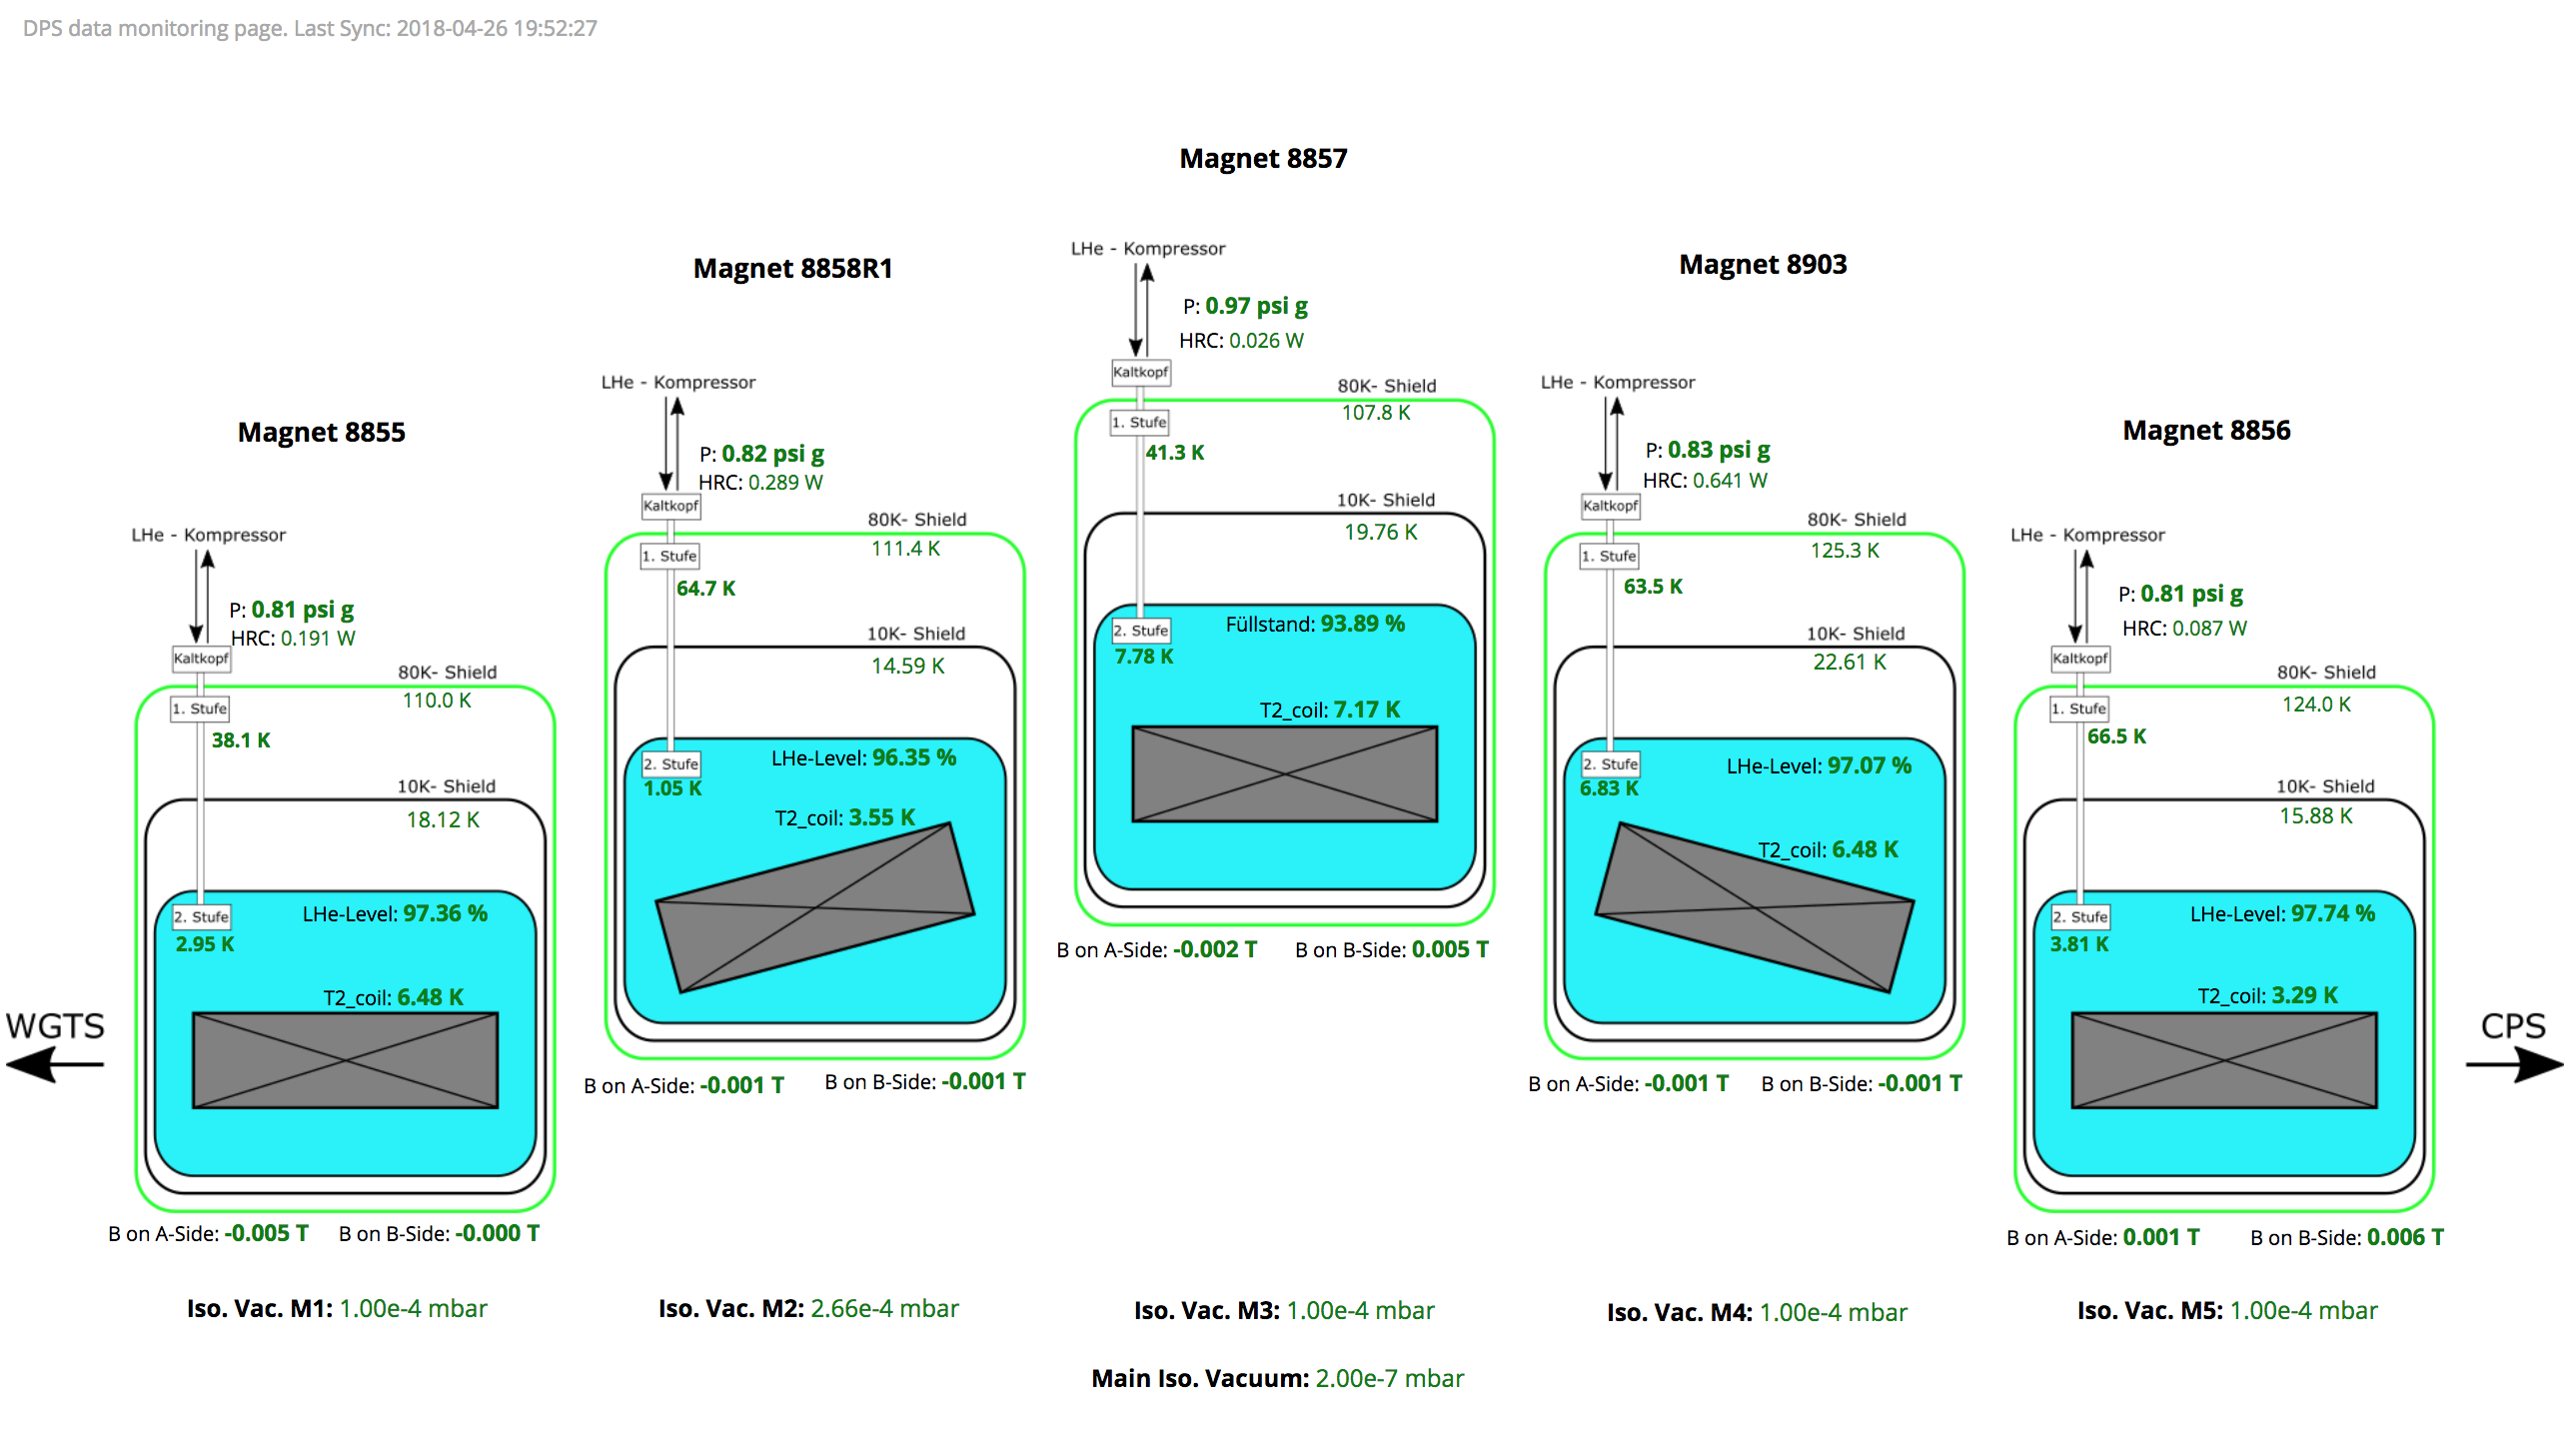 DPS data monitoring page. Last Sync: 2018-04-26 19:52:27
Magnet 8855
LHe - Kompressor
P: 0.81 psi g
HRC: 0.191 W
Kaltkopf
80K- Shield
110.0 K
1. Stufe
38.1 K
10K- Shield
18.12 K
LHe-Level: 97.36 %
2. Stufe
2.95 K
T2_coil: 6.48 K
WGTS
B on A-Side: -0.005 T
B on B-Side: -0.000 T
Iso. Vac. M1: 1.00e-4 mbar
Magnet 8858R1
LHe - Kompressor
P: 0.82 psi g
HRC: 0.289 W
Kaltkopf
80K- Shield
111.4 K
1. Stufe
64.7 K
10K- Shield
14.59 K
LHe-Level: 96.35 %
2. Stufe
1.05 K
T2_coil: 3.55 K
B on A-Side: -0.001 T
B on B-Side: -0.001 T
Iso. Vac. M2: 2.66e-4 mbar
Magnet 8857
LHe - Kompressor
P: 0.97 psi g
HRC: 0.026 W
Kaltkopf
80K- Shield
107.8 K
1. Stufe
41.3 K
10K- Shield
19.76 K
Füllstand: 93.89 %
2. Stufe
7.78 K
T2_coil: 7.17 K
B on A-Side: -0.002 T
B on B-Side: 0.005 T
Iso. Vac. M3: 1.00e-4 mbar
Main Iso. Vacuum: 2.00e-7 mbar
Magnet 8903
LHe - Kompressor
P: 0.83 psi g
HRC: 0.641 W
Kaltkopf
80K- Shield
125.3 K
1. Stufe
63.5 K
10K- Shield
22.61 K
LHe-Level: 97.07 %
2. Stufe
6.83 K
T2_coil: 6.48 K
B on A-Side: -0.001 T
B on B-Side: -0.001 T
Iso. Vac. M4: 1.00e-4 mbar
Magnet 8856
LHe - Kompressor
P: 0.81 psi g
HRC: 0.087 W
Kaltkopf
80K- Shield
124.0 K
1. Stufe
66.5 K
10K- Shield
15.88 K
LHe-Level: 97.74 %
2. Stufe
3.81 K
T2_coil: 3.29 K
CPS
B on A-Side: 0.001 T
B on B-Side: 0.006 T
Iso. Vac. M5: 1.00e-4 mbar